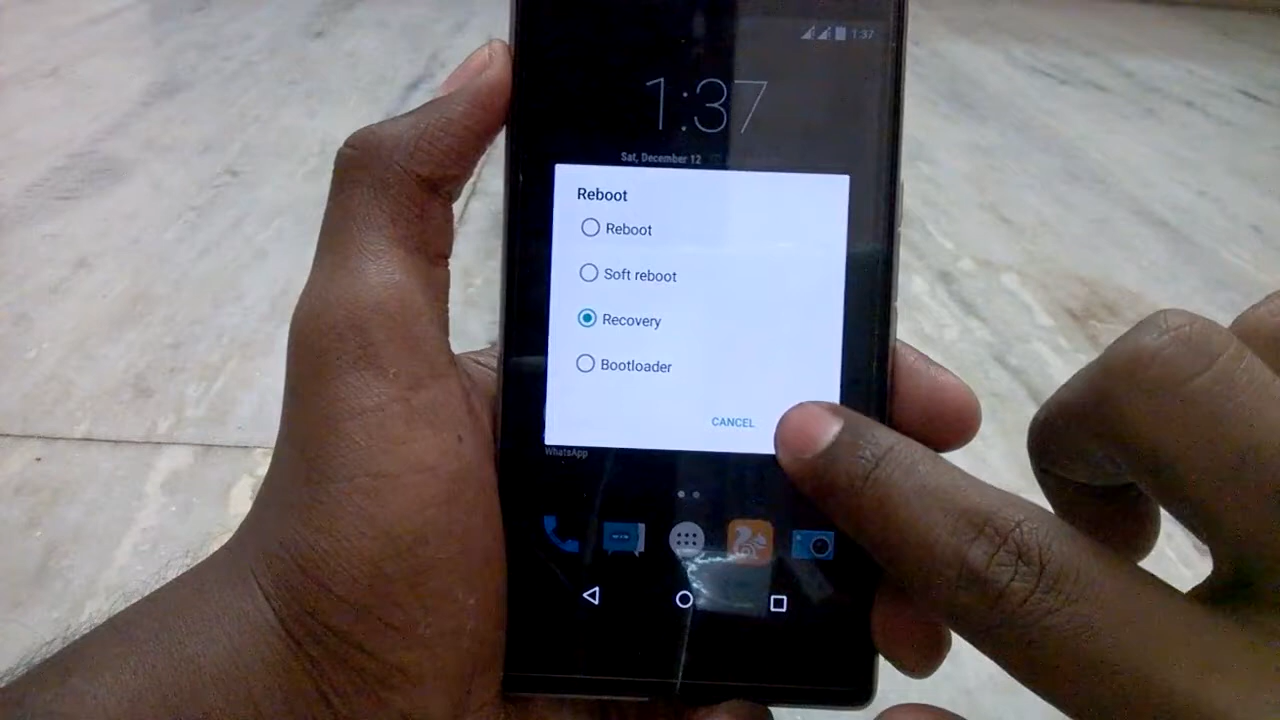 1:37
1:37
Sat, December 12
Reboot
Reboot
Soft reboot
Recovery
Bootloader
CANCEL
WhatsApp